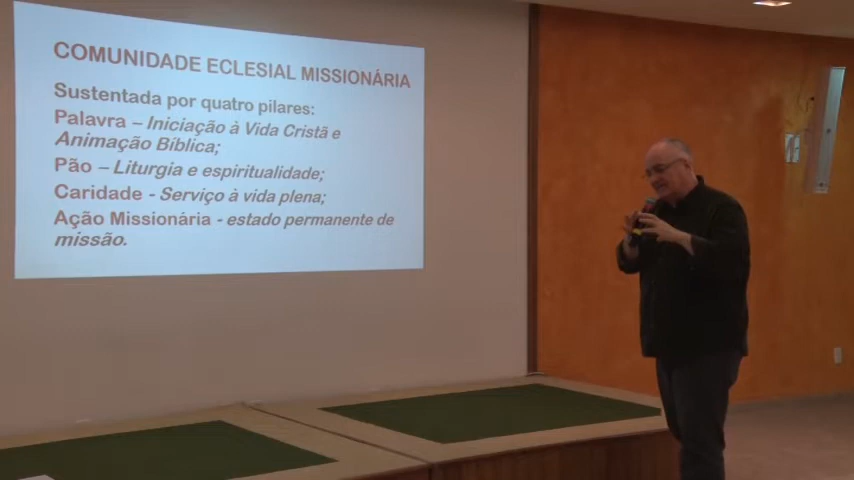 COMUNIDADE ECLESIAL MISSIONÁRIA
Sustentada por quatro pilares:
Palavra – Iniciação à Vida Cristã e
Animação Bíblica;
Pão – Liturgia e espiritualidade;
Caridade - Serviço à vida plena;
Ação Missionária - estado permanente de
missão.